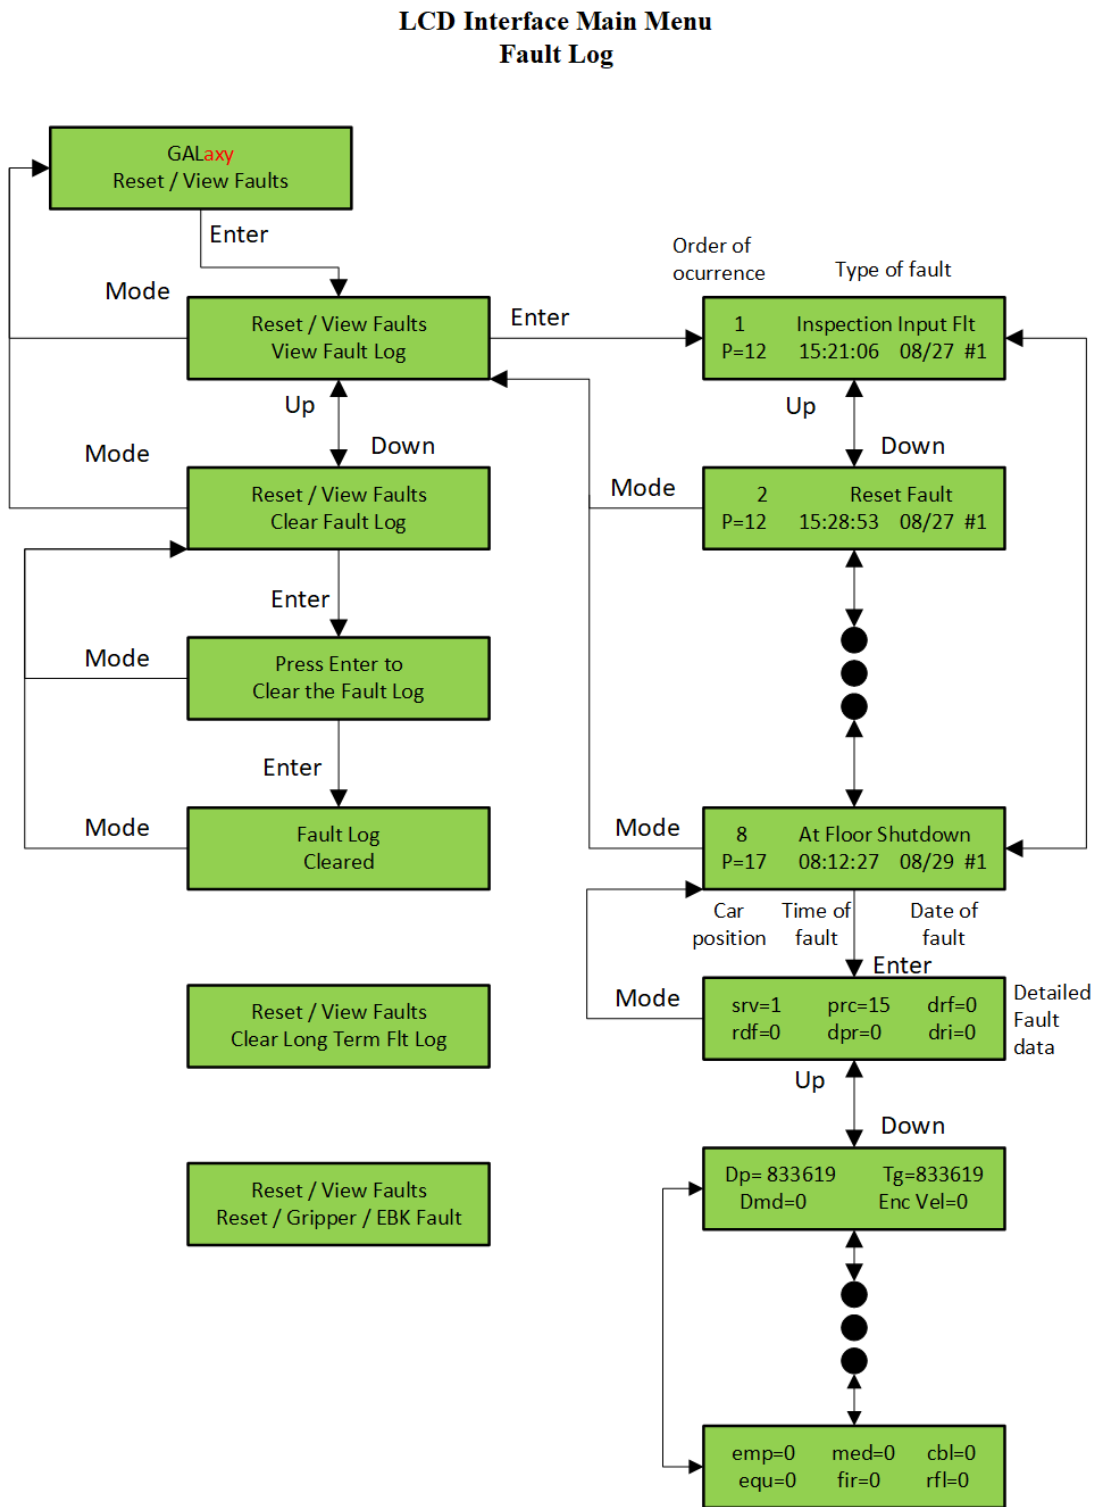 LCD Interface Main Menu
Fault Log
GALaxy
Reset / View Faults
Enter
Mode
Reset / View Faults
View Fault Log
Enter
Up
Down
Mode
Reset / View Faults
Clear Fault Log
Enter
Mode
Press Enter to
Clear the Fault Log
Enter
Mode
Fault Log
Cleared
Reset / View Faults
Clear Long Term Flt Log
Reset / View Faults
Reset / Gripper / EBK Fault
Order of
ocurrence
Type of fault
1 Inspection Input Flt
P=12 15:21:06 08/27 #1
Up
Down
Mode
2 Reset Fault
P=12 15:28:53 08/27 #1
Mode
8 At Floor Shutdown
P=17 08:12:27 08/29 #1
Car
position
Time of
fault
Date of
fault
Enter
Mode
srv=1 prc=15 drf=0
rdf=0 dpr=0 dri=0
Detailed
Fault
data
Up
Down
Dp= 833619 Tg=833619
Dmd=0 Enc Vel=0
emp=0 med=0 cbl=0
equ=0 fir=0 rfl=0